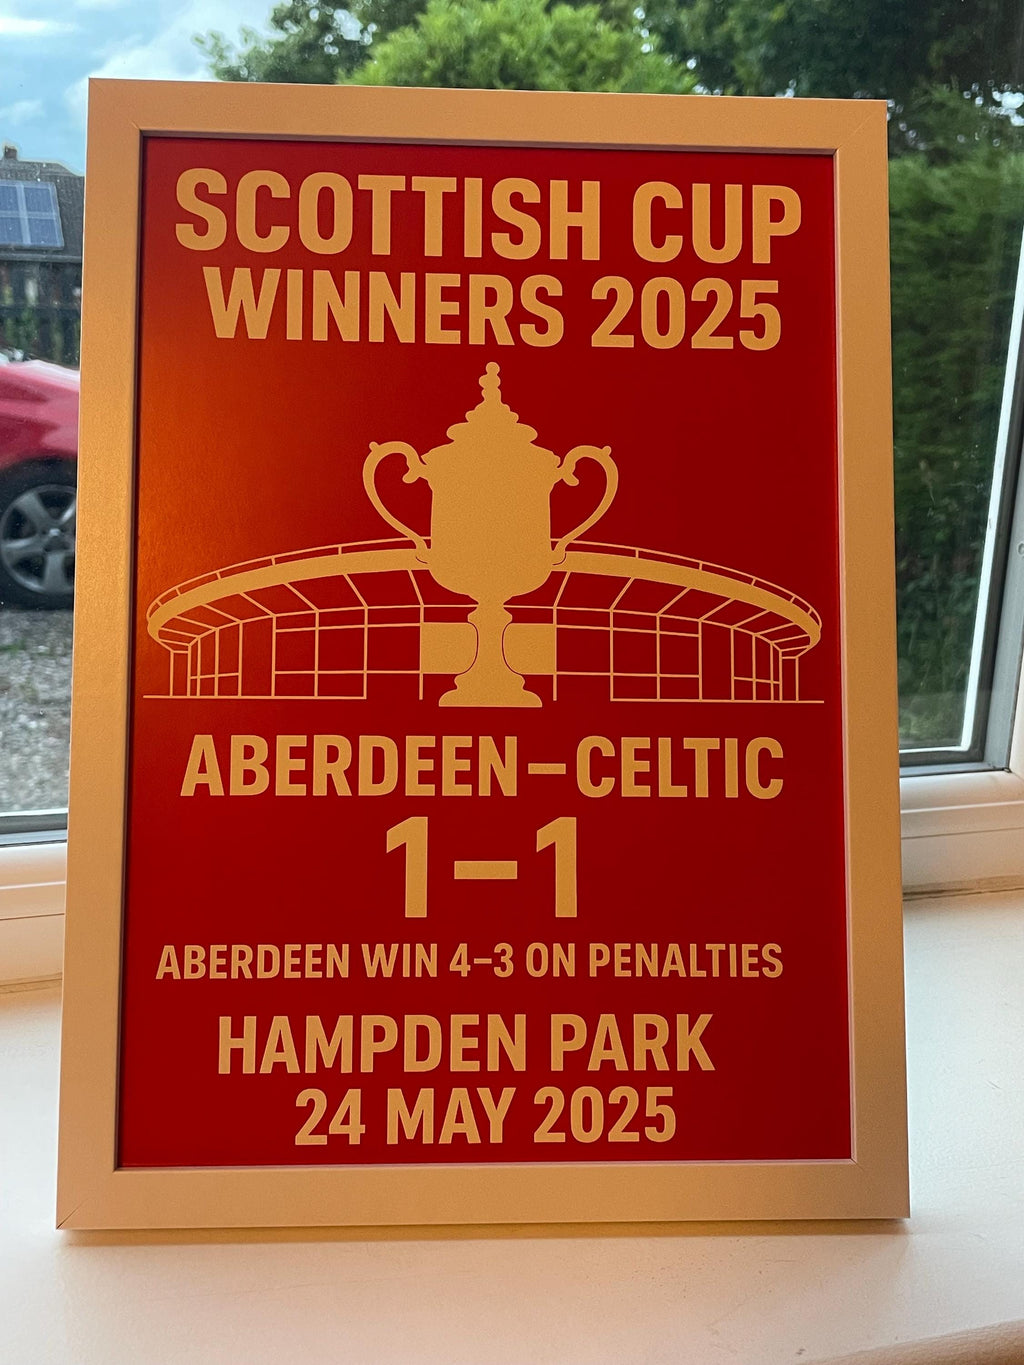 SCOTTISH CUP
WINNERS 2025
ABERDEEN–CELTIC
1–1
ABERDEEN WIN 4–3 ON PENALTIES
HAMPDEN PARK
24 MAY 2025